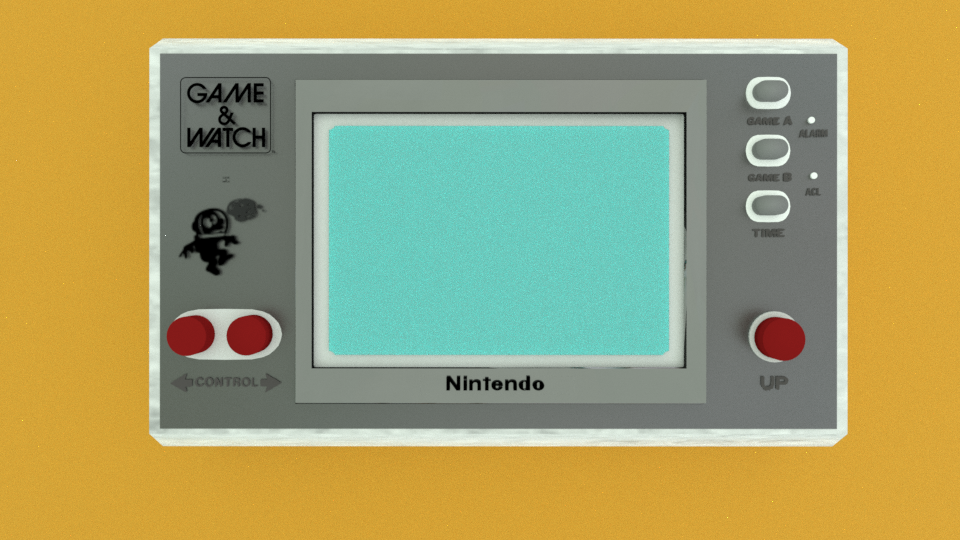 GAME
&
WATCH
GAME A
ALARM
GAME B
ACL
TIME
CONTROL
UP
Nintendo